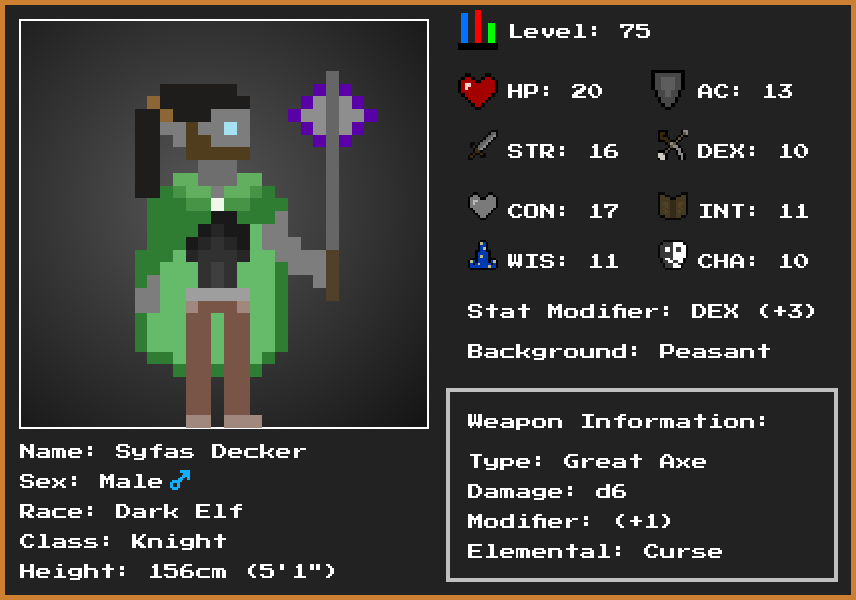 Level: 75
HP: 20
AC: 13
STR: 16
DEX: 10
CON: 17
INT: 11
WIS: 11
CHA: 10
Stat Modifier: DEX (+3)
Background: Peasant
Weapon Information:
Type: Great Axe
Damage: d6
Modifier: (+1)
Elemental: Curse
Name: Syfas Decker
Sex: Male ♂
Race: Dark Elf
Class: Knight
Height: 156cm (5'1")